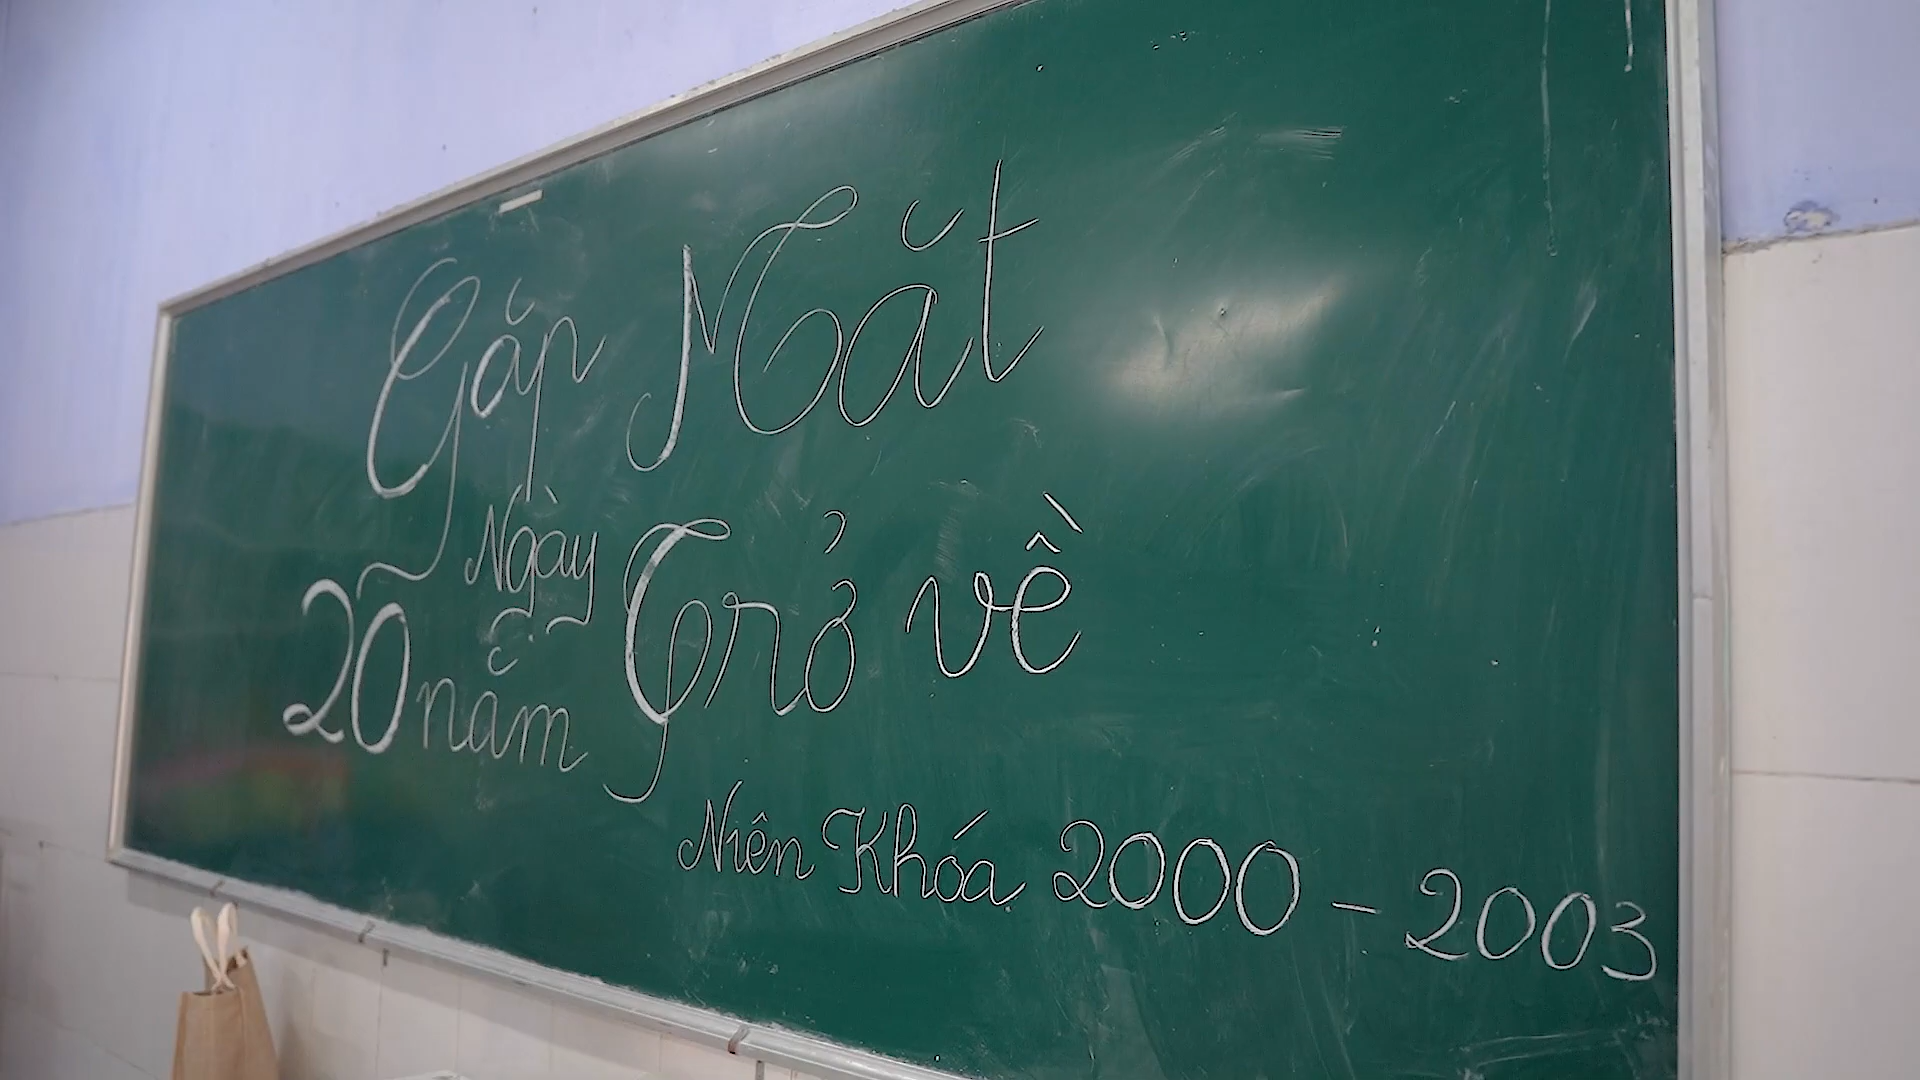 Gặp Mặt
Ngày Trở về
20 năm
Niên Khóa 2000 - 2003